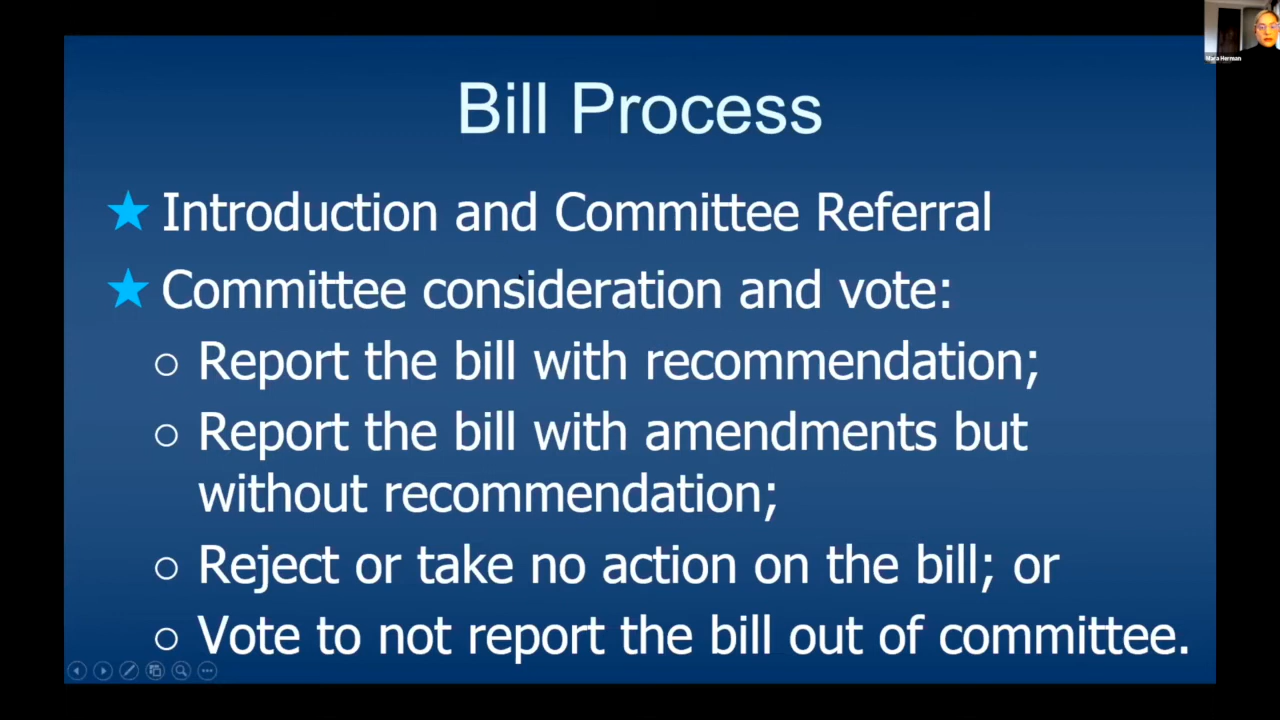 Bill Process
Introduction and Committee Referral
Committee consideration and vote:
Report the bill with recommendation;
Report the bill with amendments but
without recommendation;
Reject or take no action on the bill; or
Vote to not report the bill out of committee.
Mara Herman